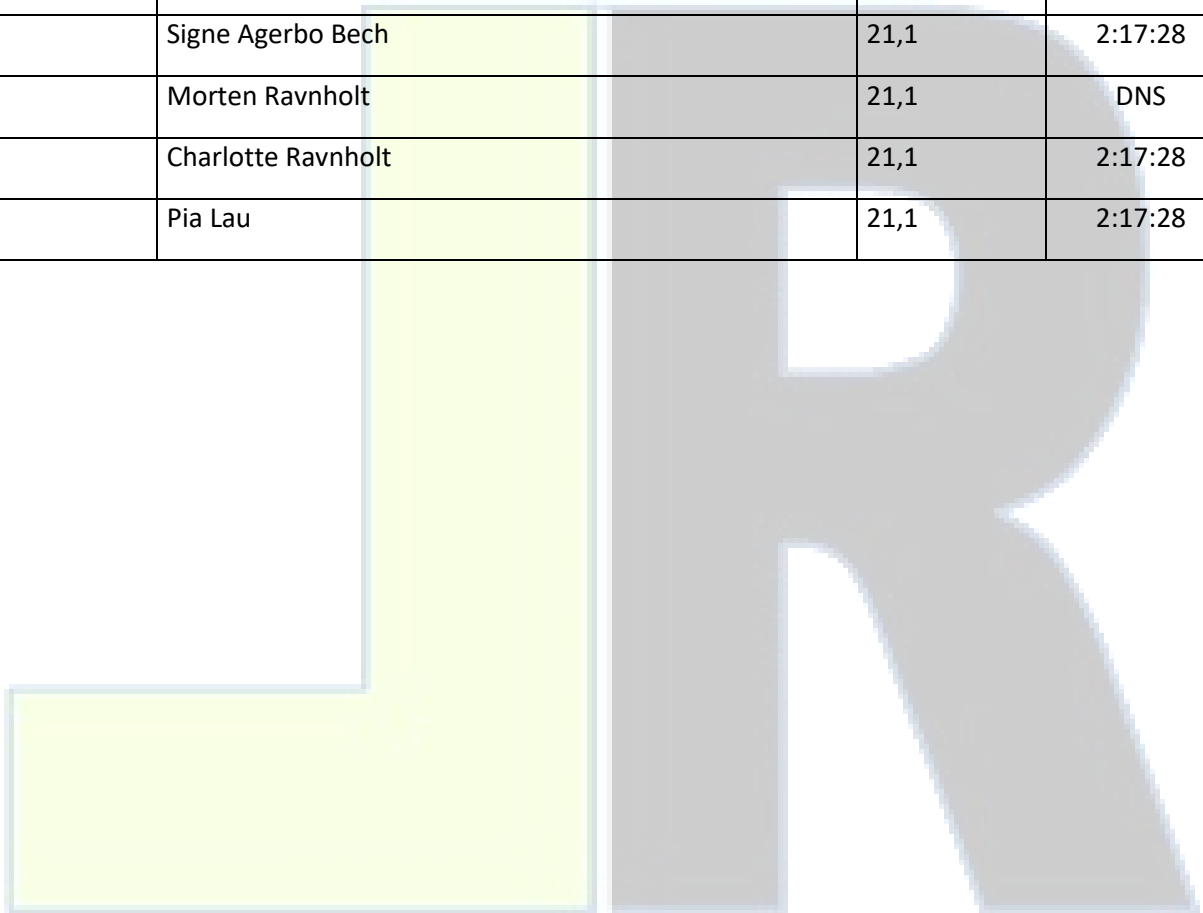 Signe Agerbo Bech 21,1 2:17:28
Morten Ravnholt 21,1 DNS
Charlotte Ravnholt 21,1 2:17:28
Pia Lau 21,1 2:17:28
JR